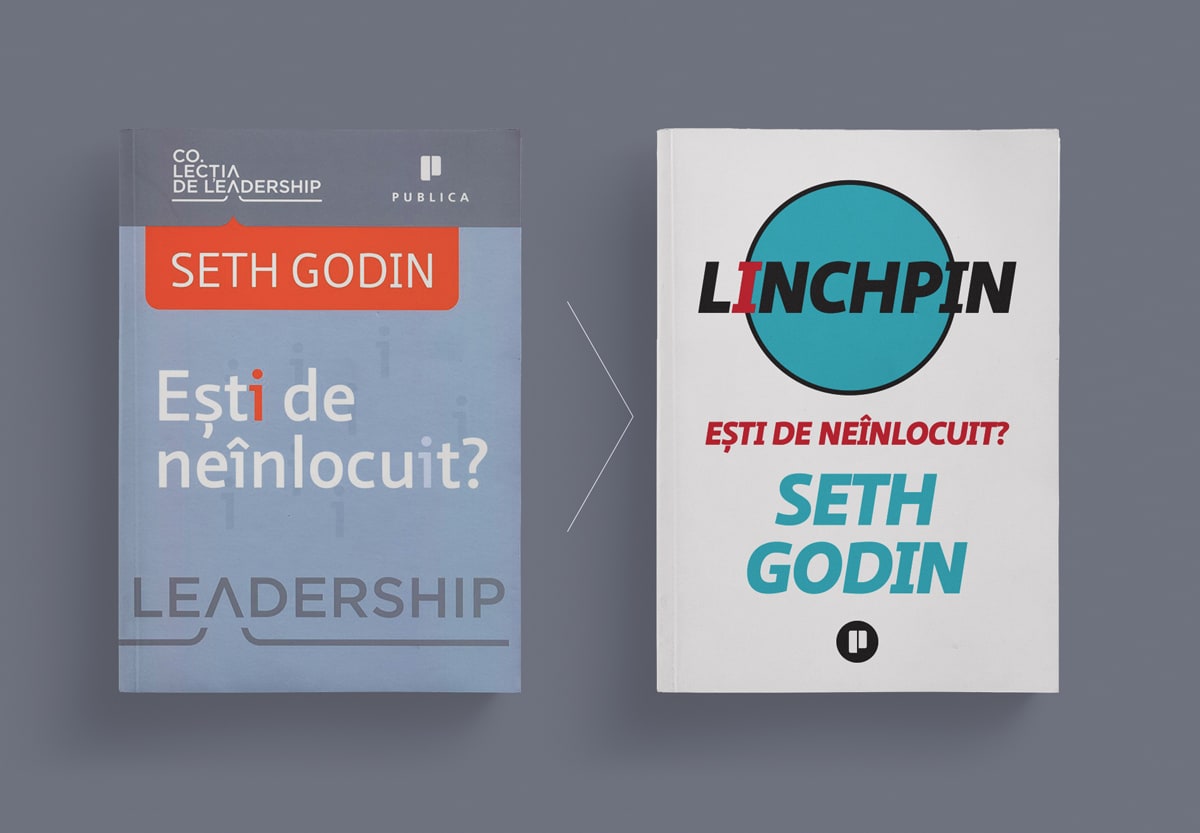 CO.
LECȚIA
DE LEADERSHIP
PUBLICA
SETH GODIN
Ești de
neînlocuit?
LEADERSHIP
LINCHPIN
EȘTI DE NEÎNLOCUIT?
SETH
GODIN